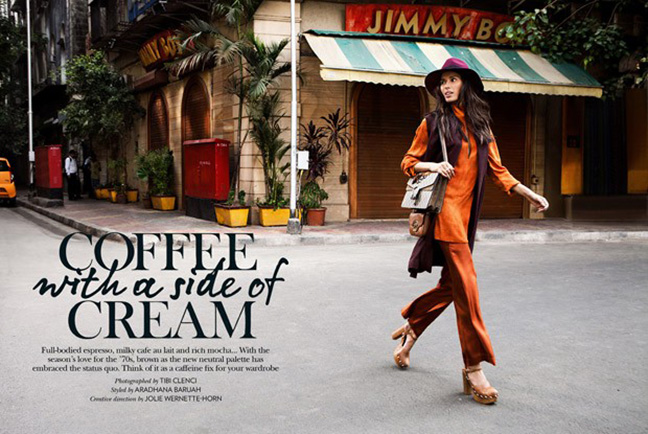 JIMMY BO
COFFEE
with a side of
CREAM
Full-bodied espresso, milky cafe au lait and rich mocha... With the
season's love for the '70s, brown as the new neutral palette has
embraced the status quo. Think of it as a caffeine fix for your wardrobe
Photographed by TIBI CLENCI
Styled by ARADHANA BARUAH
Creative direction by JOLIE WERNETTE-HORN